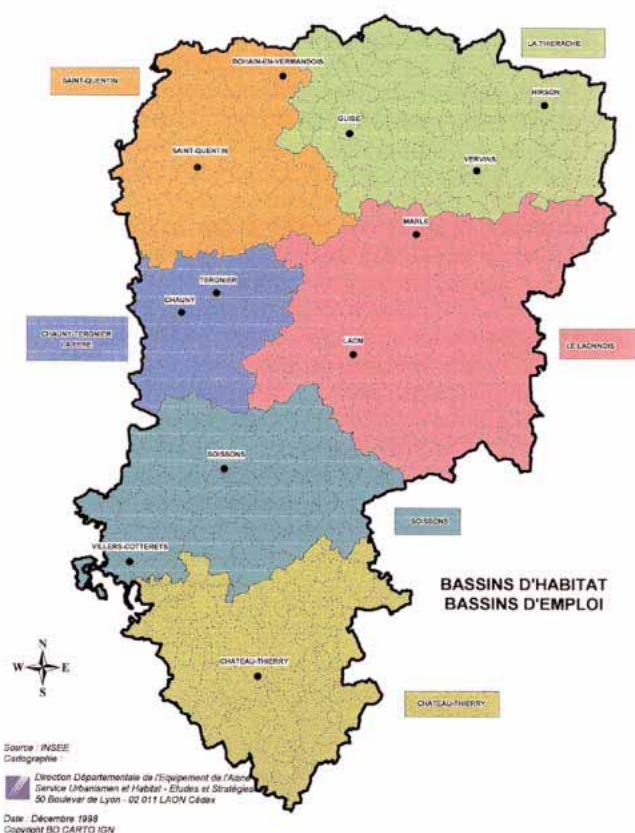 LA THIERACHE
BOHAIN-EN-VERMANDOIS
SAINT-QUENTIN
HIRSON
GUISE
SAINT-QUENTIN
VERVINS
MARLE
TERGNIER
CHAUNY
CHAUNY-TERGNIER
LA FERE
LAON
LE LAONNOIS
SOISSONS
SOISSONS
VILLERS-COTTERETS
BASSINS D'HABITAT
BASSINS D'EMPLOI
N
W E
S
CHATEAU-THIERRY
CHATEAU-THIERRY
Source : INSEE
Cartographie :
Direction Départementale de l'Equipement de l'Aisne
Service Urbanismen et Habitat - Etudes et Stratégies
50 Boulever de Lyon - 02 011 LAON Cédex
Date : Décembre 1998
Copyright BD CARTO IGN